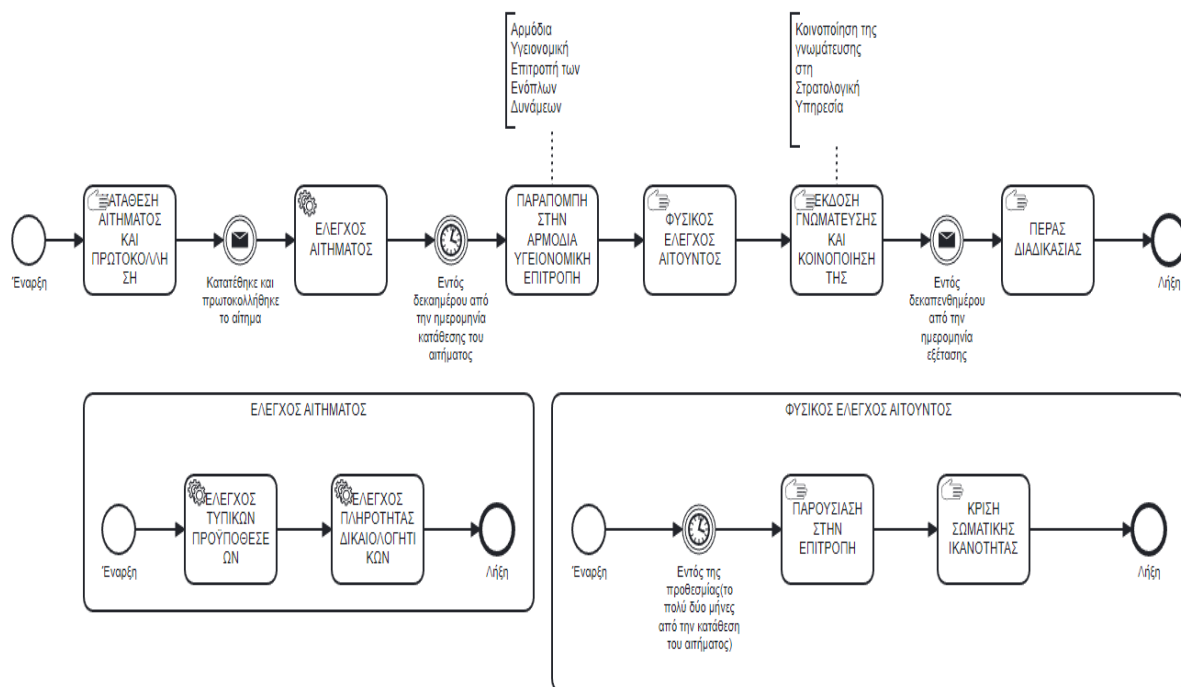 Αρμόδια
Υγειονομική
Επιτροπή των
Ενόπλων
Δυνάμεων
Κοινοποίηση της
γνωμάτευσης
στη
Στρατολογική
Υπηρεσία
Έναρξη
ΚΑΤΑΘΕΣΗ
ΑΙΤΗΜΑΤΟΣ
ΚΑΙ
ΠΡΩΤΟΚΟΛΛΗ
ΣΗ
Κατατέθηκε και
πρωτοκολλήθηκε
το αίτημα
ΕΛΕΓΧΟΣ
ΑΙΤΗΜΑΤΟΣ
Εντός
δεκαημέρου από
την ημερομηνία
κατάθεσης του
αιτήματος
ΠΑΡΑΠΟΜΠΗ
ΣΤΗΝ
ΑΡΜΟΔΙΑ
ΥΓΕΙΟΝΟΜΙΚΗ
ΕΠΙΤΡΟΠΗ
ΦΥΣΙΚΟΣ
ΕΛΕΓΧΟΣ
ΑΙΤΟΥΝΤΟΣ
ΕΚΔΟΣΗ
ΓΝΩΜΑΤΕΥΣΗΣ
ΚΑΙ
ΚΟΙΝΟΠΟΙΗΣΗ
ΤΗΣ
Εντός
δεκαπενθημέρου
από την
ημερομηνία
εξέτασης
ΠΕΡΑΣ
ΔΙΑΔΙΚΑΣΙΑΣ
Λήξη
ΕΛΕΓΧΟΣ ΑΙΤΗΜΑΤΟΣ
Έναρξη
ΕΛΕΓΧΟΣ
ΤΥΠΙΚΩΝ
ΠΡΟΫΠΟΘΕΣΕ
ΩΝ
ΕΛΕΓΧΟΣ
ΠΛΗΡΟΤΗΤΑΣ
ΔΙΚΑΙΟΛΟΓΗΤΙ
ΚΩΝ
Λήξη
ΦΥΣΙΚΟΣ ΕΛΕΓΧΟΣ ΑΙΤΟΥΝΤΟΣ
Έναρξη
Εντός της
προθεσμίας(το
πολύ δύο μήνες
από την κατάθεση
του αιτήματος)
ΠΑΡΟΥΣΙΑΣΗ
ΣΤΗΝ
ΕΠΙΤΡΟΠΗ
ΚΡΙΣΗ
ΣΩΜΑΤΙΚΗΣ
ΙΚΑΝΟΤΗΤΑΣ
Λήξη